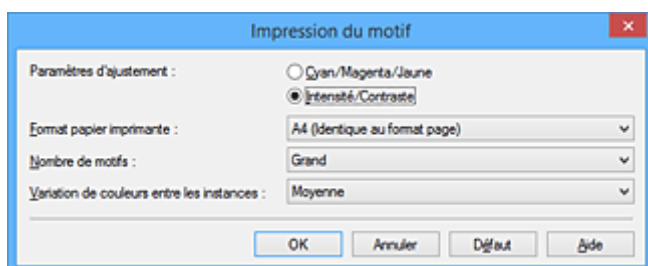 Impression du motif
Paramètres d'ajustement :
Cyan/Magenta/Jaune
Intensité/Contraste
Format papier imprimante :
A4 (Identique au format page)
Nombre de motifs :
Grand
Variation de couleurs entre les instances :
Moyenne
OK Annuler Défaut Aide